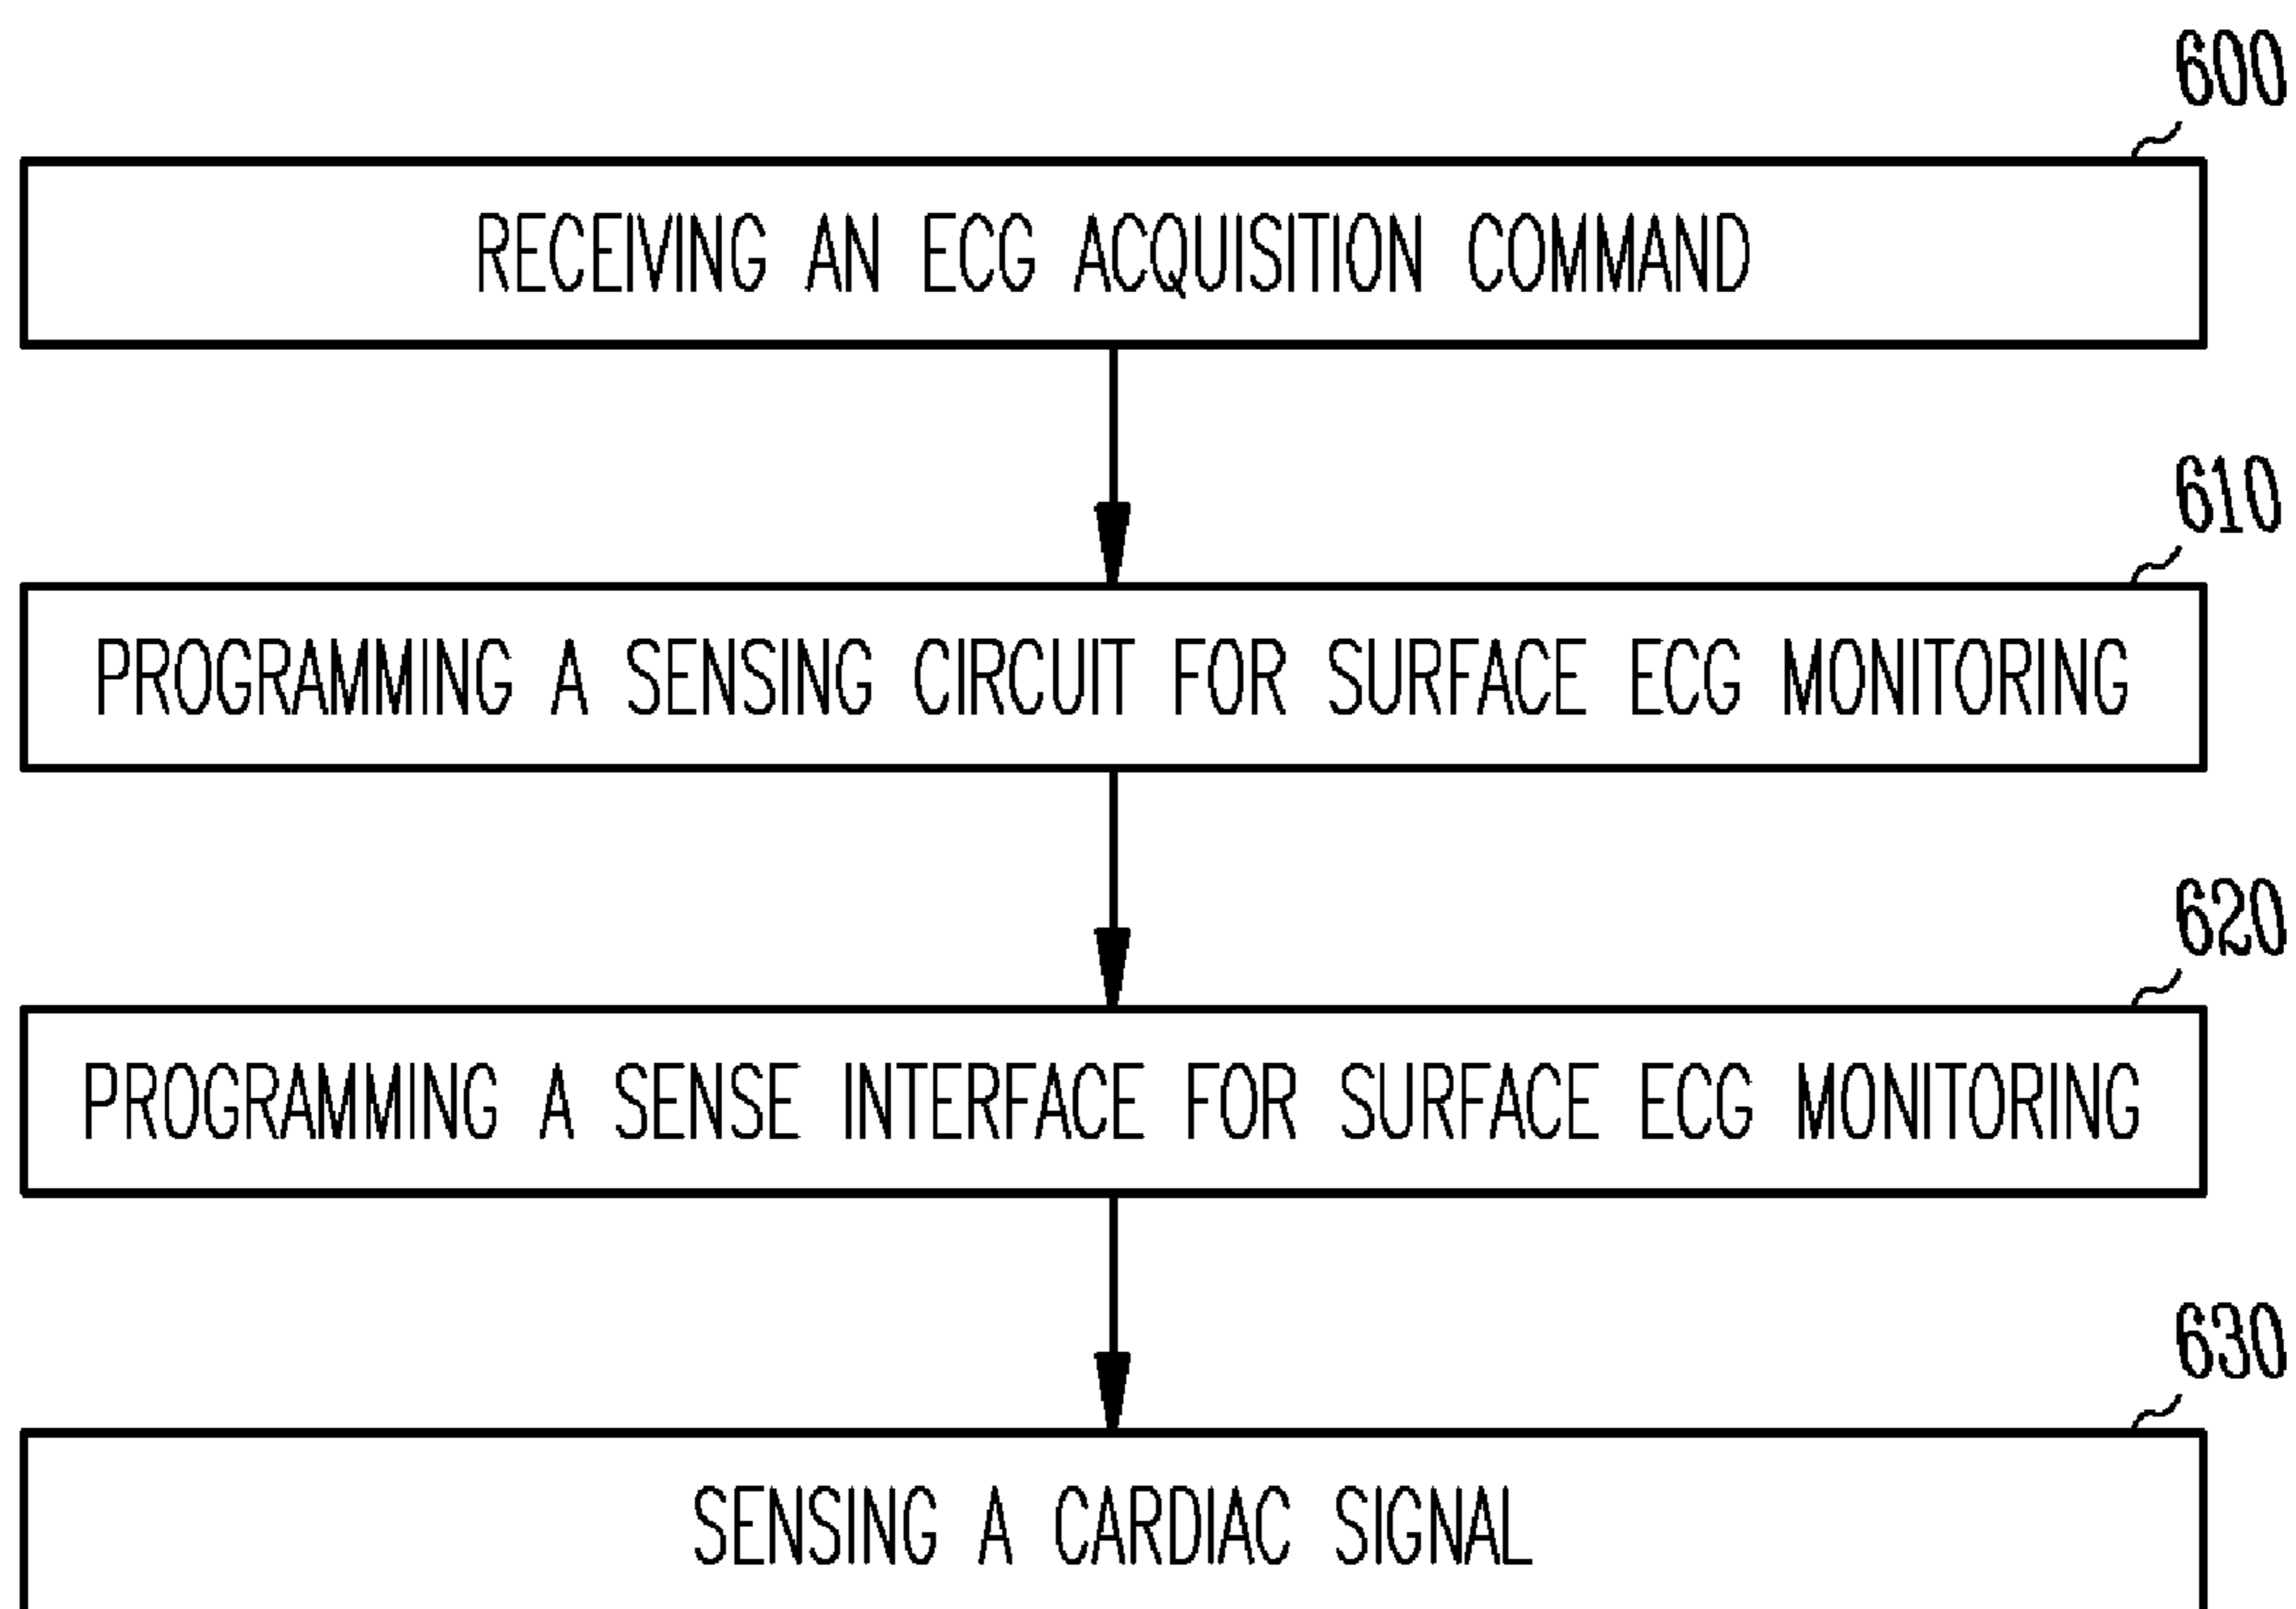 600
RECEIVING AN ECG ACQUISITION COMMAND
610
PROGRAMMING A SENSING CIRCUIT FOR SURFACE ECG MONITORING
620
PROGRAMMING A SENSE INTERFACE FOR SURFACE ECG MONITORING
630
SENSING A CARDIAC SIGNAL